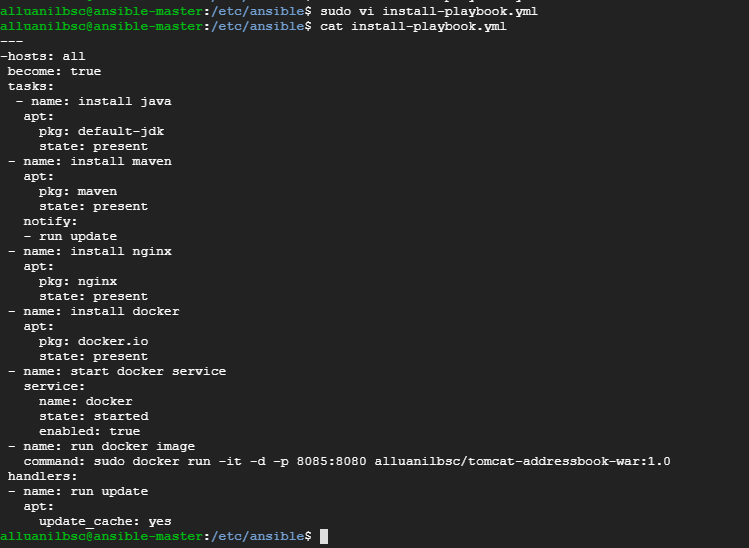 alluanilbsc@ansible-master:/etc/ansible$ sudo vi install-playbook.yml
alluanilbsc@ansible-master:/etc/ansible$ cat install-playbook.yml
---
-hosts: all
 become: true
 tasks:
  - name: install java
   apt:
     pkg: default-jdk
     state: present
 - name: install maven
   apt:
     pkg: maven
     state: present
   notify:
   - run update
 - name: install nginx
   apt:
     pkg: nginx
     state: present
 - name: install docker
   apt:
     pkg: docker.io
     state: present
 - name: start docker service
   service:
     name: docker
     state: started
     enabled: true
 - name: run docker image
   command: sudo docker run -it -d -p 8085:8080 alluanilbsc/tomcat-addressbook-war:1.0
 handlers:
 - name: run update
   apt:
     update_cache: yes
alluanilbsc@ansible-master:/etc/ansible$